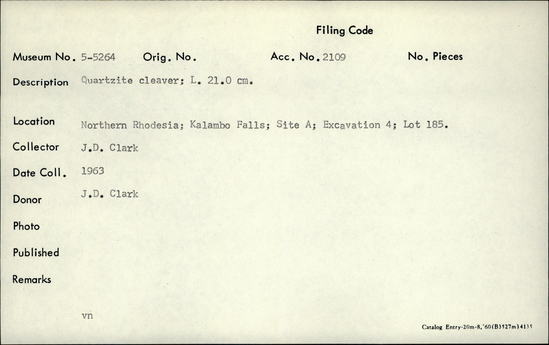 Filing Code
Museum No. 5-5264 Orig. No. Acc. No. 2109 No. Pieces
Description Quartzite cleaver; L. 21.0 cm.
Location Northern Rhodesia; Kalambo Falls; Site A; Excavation 4; Lot 185.
Collector J.D. Clark
Date Coll. 1963
Donor J.D. Clark
Photo
Published
Remarks
vn
Catalog Entry-20m-8,'60